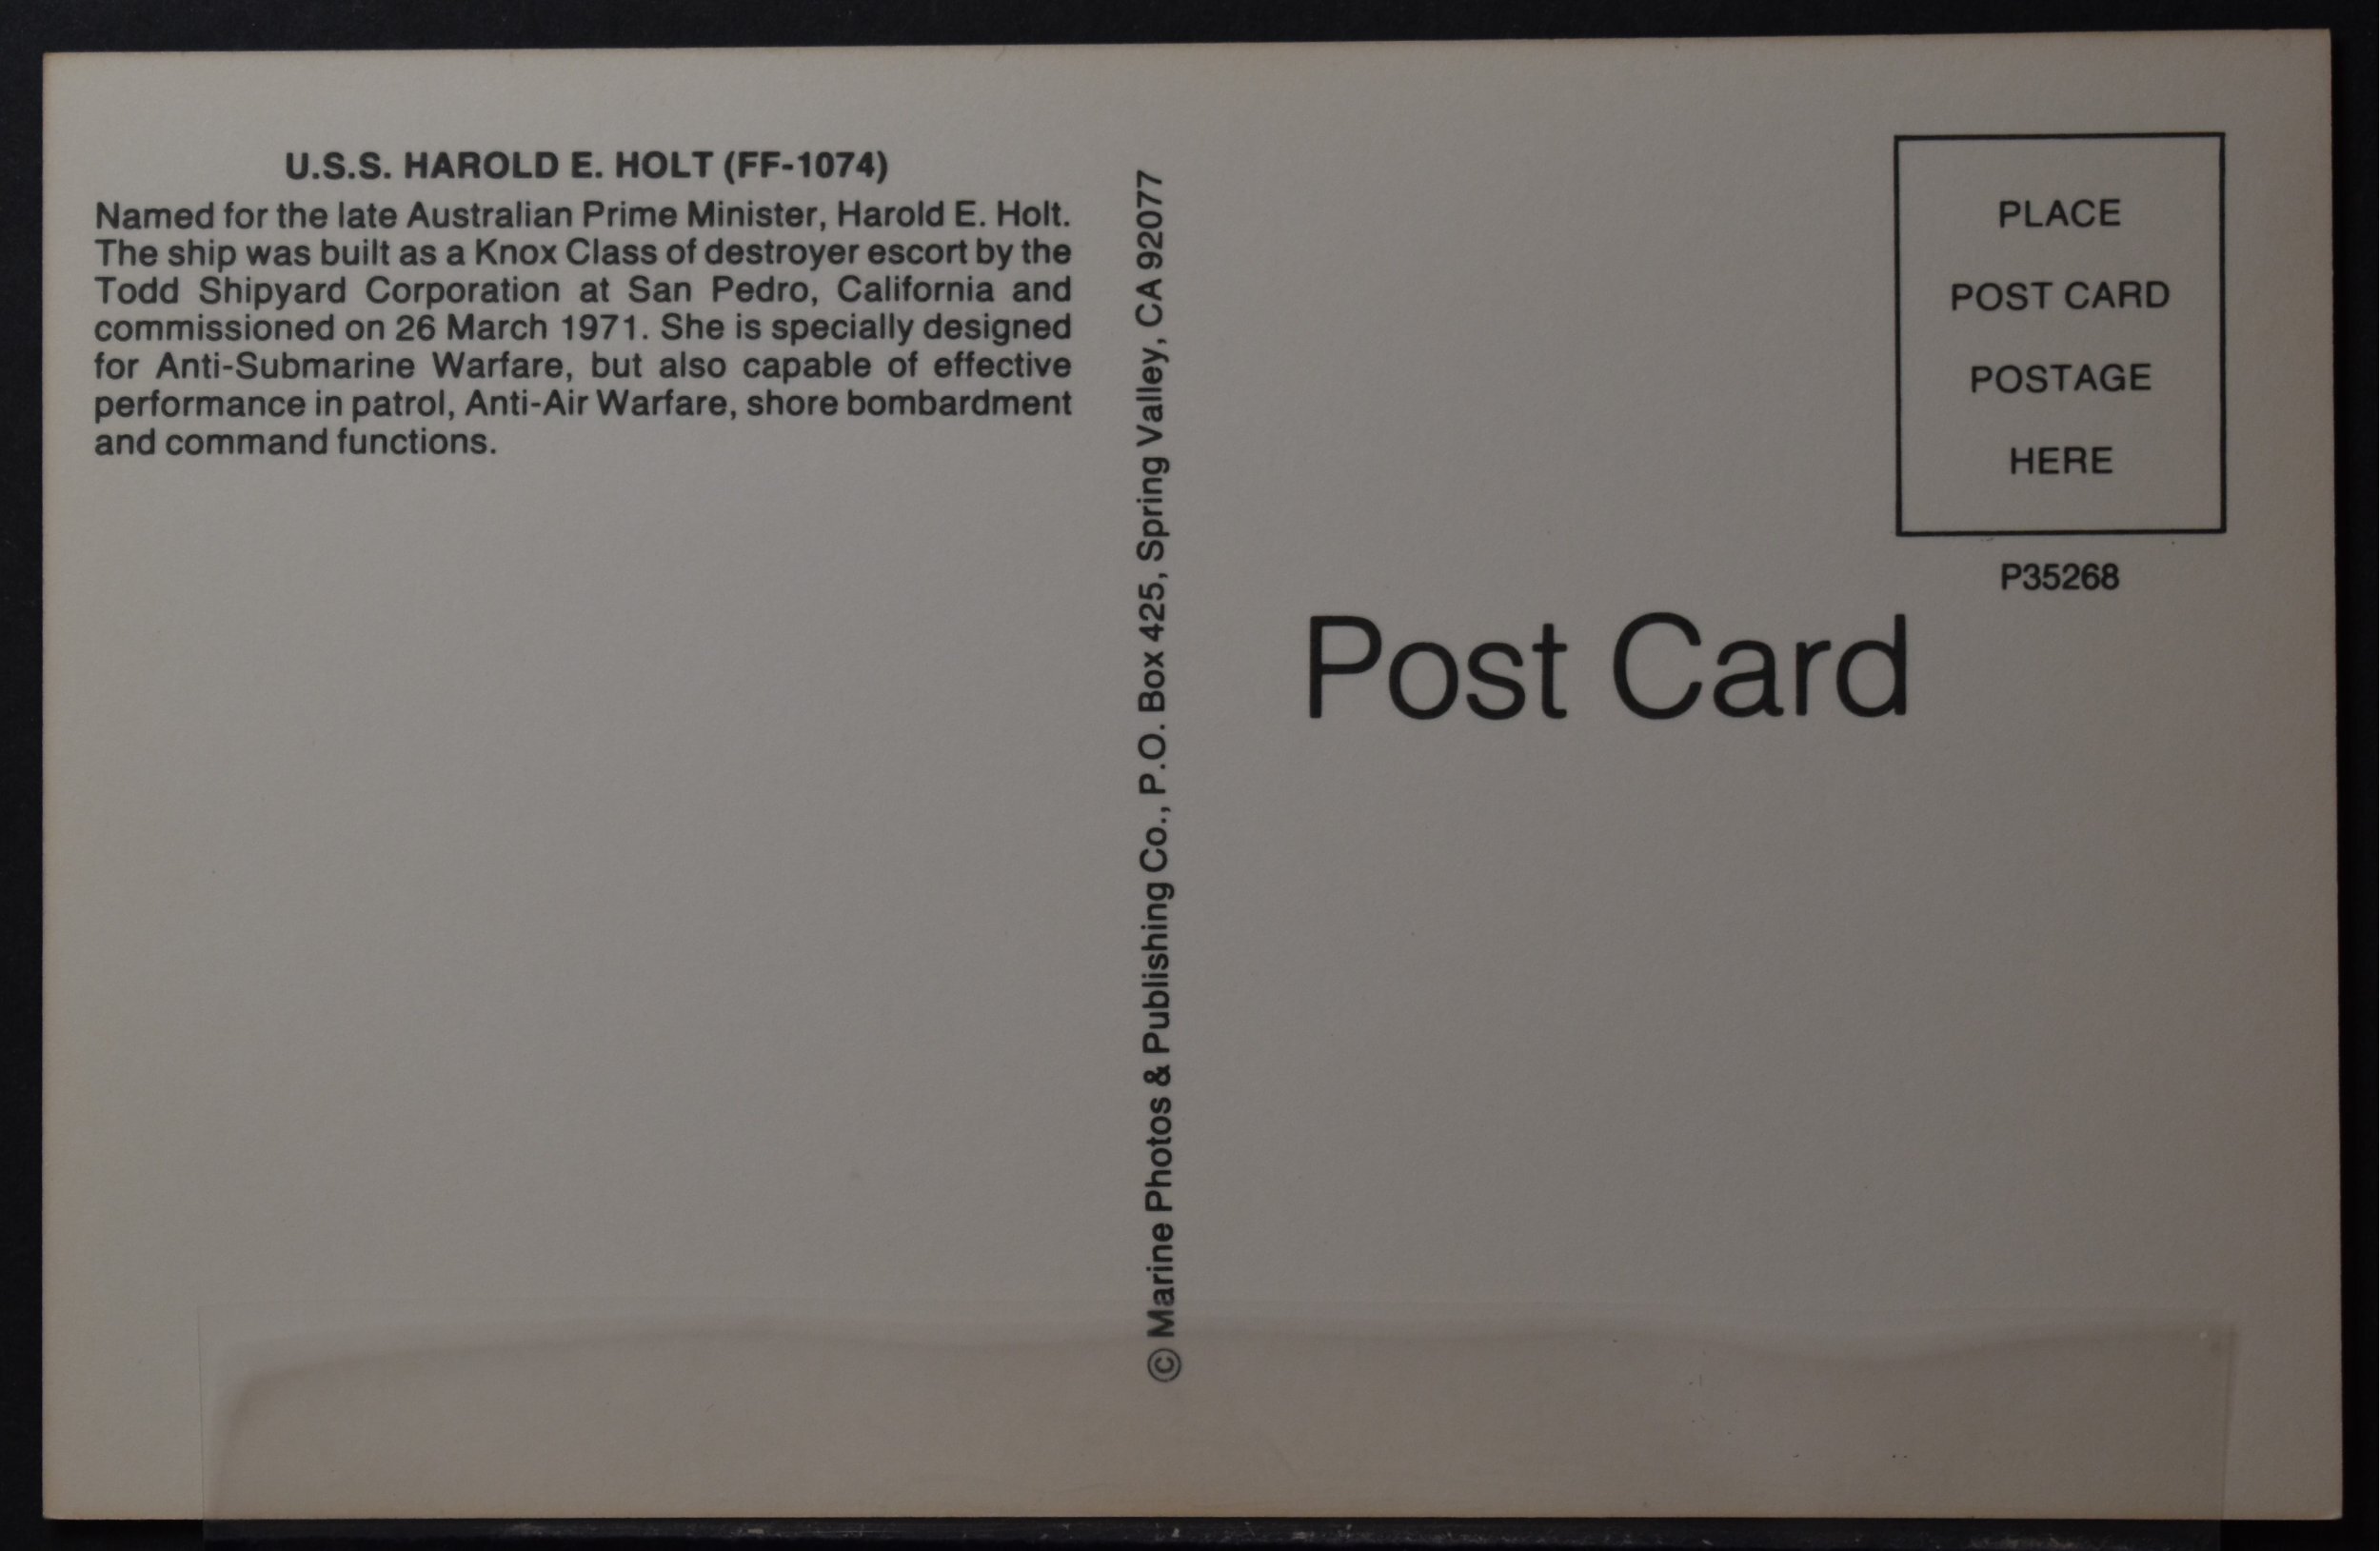 U.S.S. HAROLD E. HOLT (FF-1074)
Named for the late Australian Prime Minister, Harold E. Holt.
The ship was built as a Knox Class of destroyer escort by the
Todd Shipyard Corporation at San Pedro, California and
commissioned on 26 March 1971. She is specially designed
for Anti-Submarine Warfare, but also capable of effective
performance in patrol, Anti-Air Warfare, shore bombardment
and command functions.
© Marine Photos & Publishing Co., P.O. Box 425, Spring Valley, CA 92077
PLACE
POST CARD
POSTAGE
HERE
P35268
Post Card